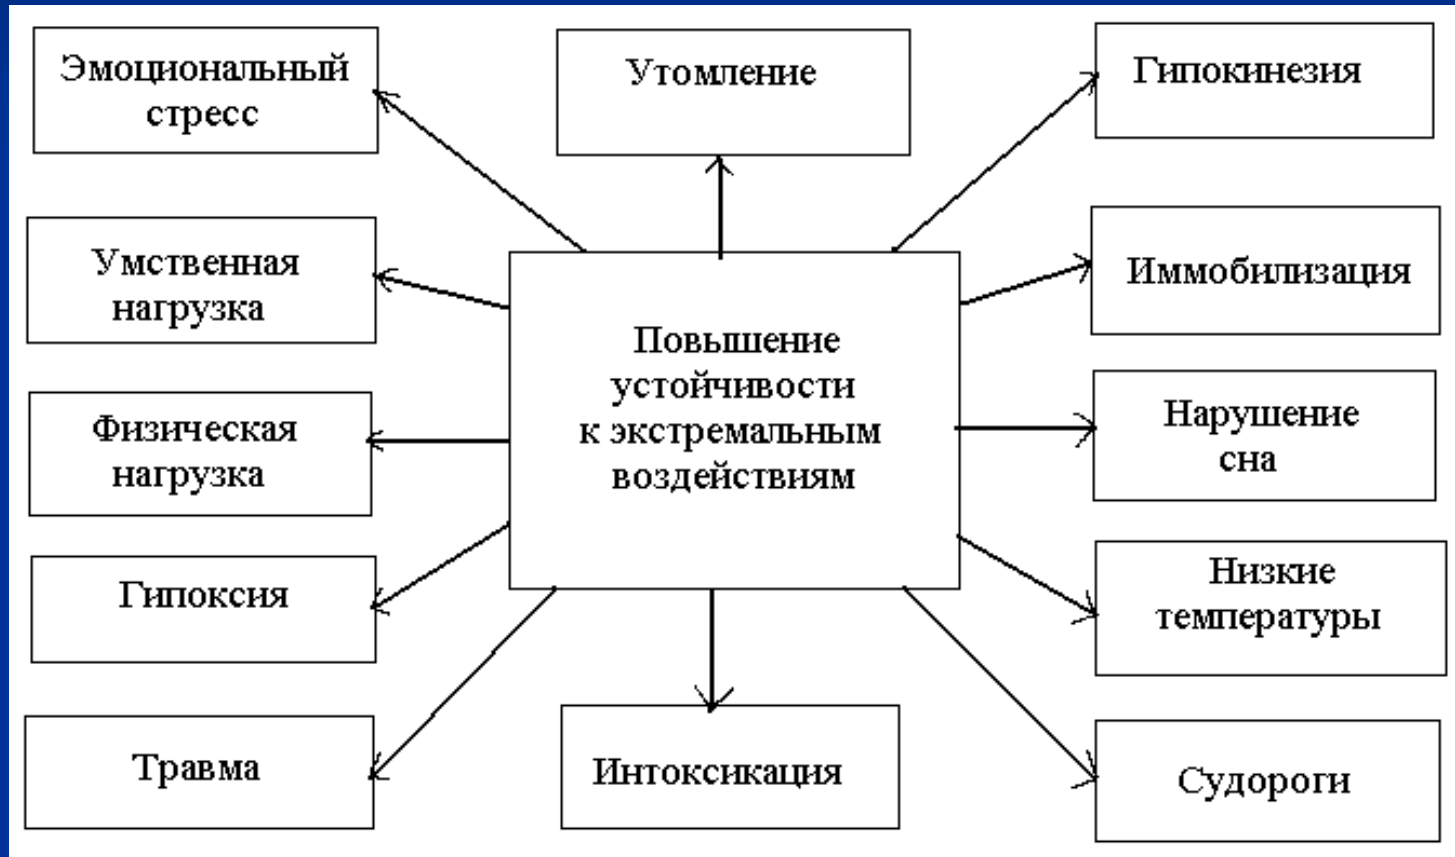 Эмоциональный
стресс
Утомление
Гипокинезия
Умственная
нагрузка
Иммобилизация
Повышение
устойчивости
к экстремальным
воздействиям
Физическая
нагрузка
Нарушение
сна
Гипоксия
Низкие
температуры
Травма
Интоксикация
Судороги